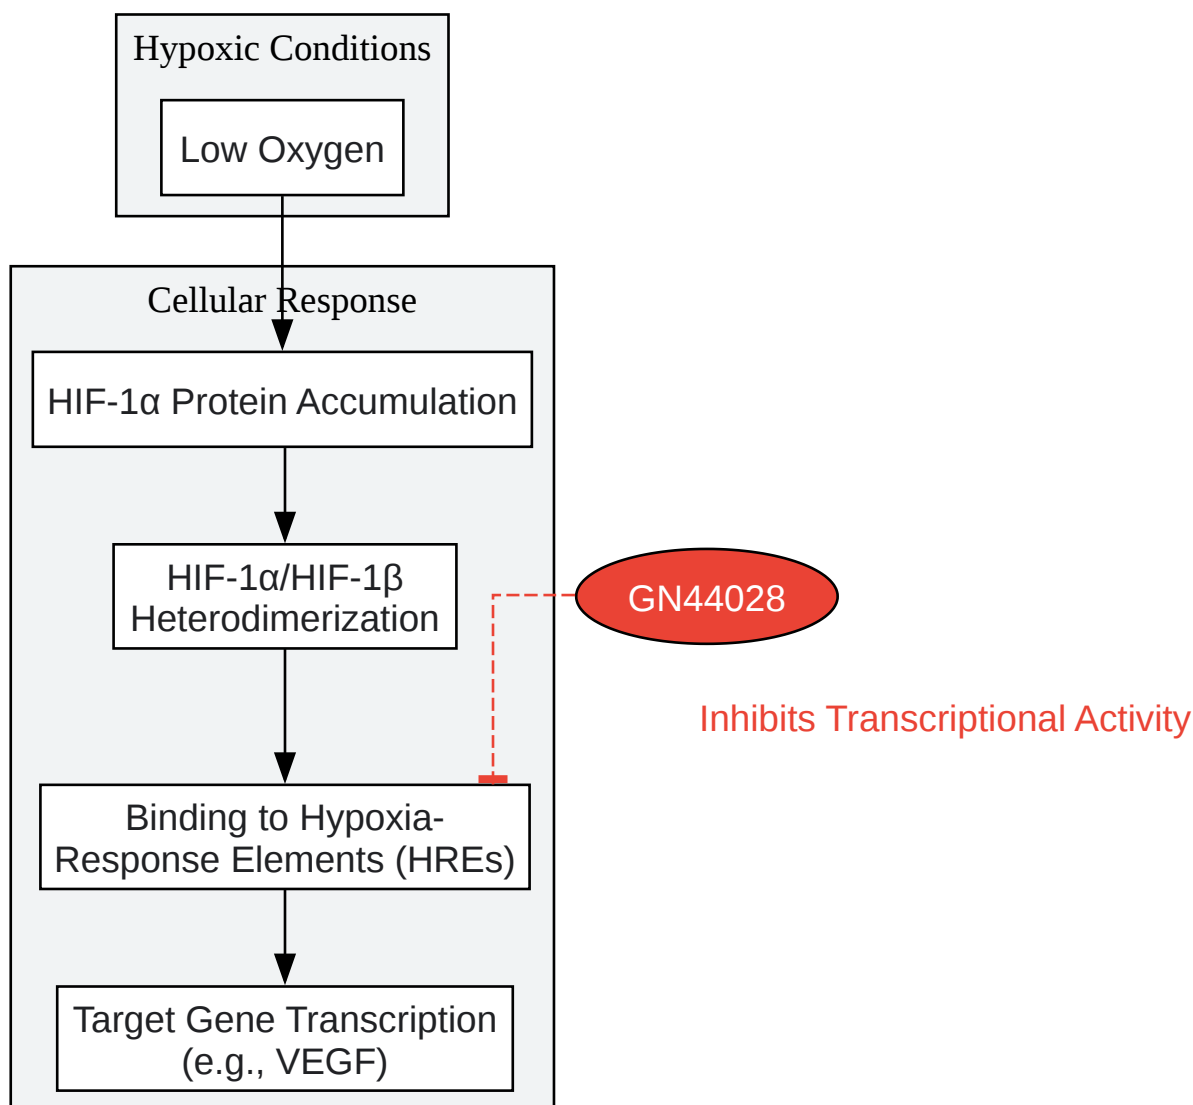 Hypoxic Conditions
Low Oxygen
Cellular Response
HIF-1α Protein Accumulation
HIF-1α/HIF-1β
Heterodimerization
GN44028
Inhibits Transcriptional Activity
Binding to Hypoxia-
Response Elements (HREs)
Target Gene Transcription
(e.g., VEGF)